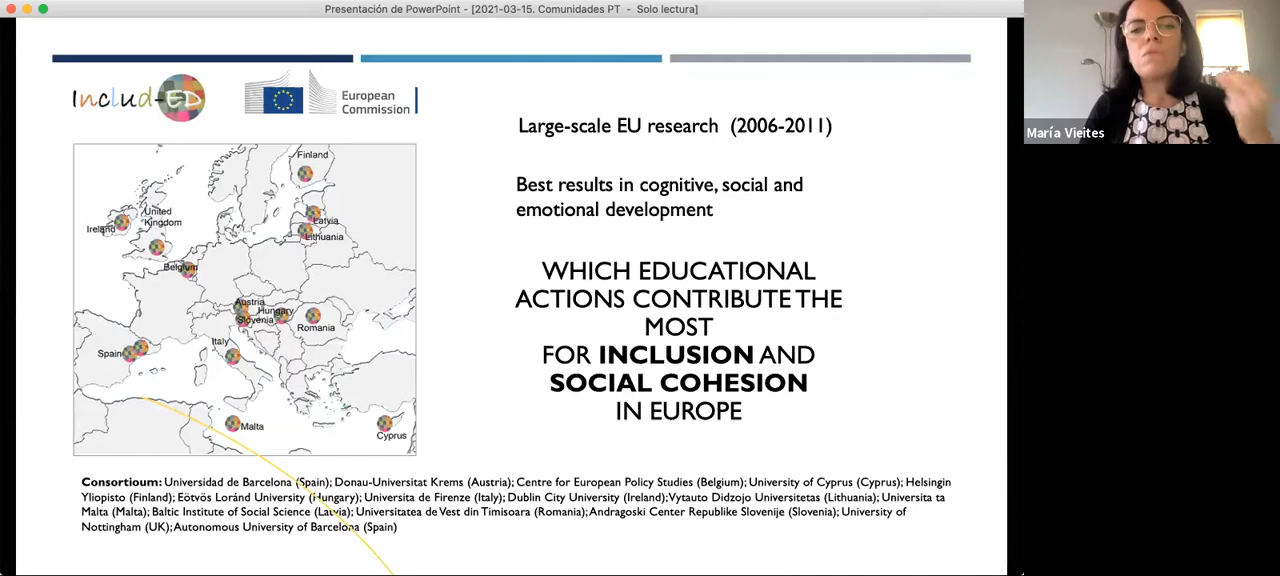 Presentación de PowerPoint - [2021-03-15. Comunidades PT - Solo lectura]
María Vieites
Includ-ED
European
Commission
Large-scale EU research (2006-2011)
Best results in cognitive, social and
emotional development
WHICH EDUCATIONAL
ACTIONS CONTRIBUTE THE
MOST
FOR INCLUSION AND
SOCIAL COHESION
IN EUROPE
Finland
Latvia
Lithuania
United
Kingdom
Ireland
Belgium
Austria
Hungary
Slovenia
Romania
Italy
Spain
Malta
Cyprus
Consortioum: Universidad de Barcelona (Spain); Donau-Universitat Krems (Austria); Centre for European Policy Studies (Belgium); University of Cyprus (Cyprus); Helsingin
Yliopisto (Finland); Eötvös Loránd University (Hungary); Universita de Firenze (Italy); Dublin City University (Ireland); Vytauto Didzojo Universitetas (Lithuania); Universita ta
Malta (Malta); Baltic Institute of Social Science (Latvia); Universitatea de Vest din Timisoara (Romania); Andragoski Center Republike Slovenije (Slovenia); University of
Nottingham (UK); Autonomous University of Barcelona (Spain)